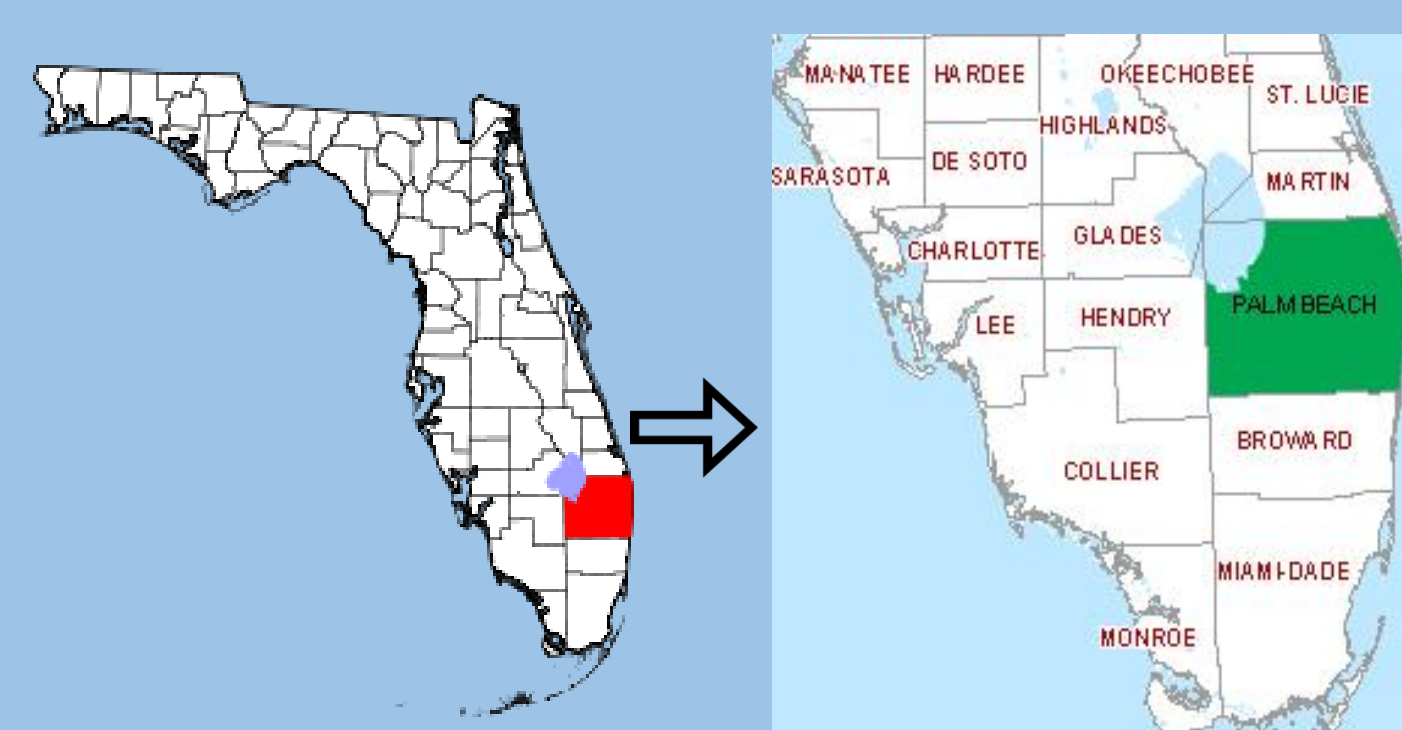 MANATEE
HARDEE
OKEECHOBEE
ST. LUCIE
HIGHLANDS
DE SOTO
SARASOTA
MARTIN
GLADES
CHARLOTTE
PALM BEACH
LEE
HENDRY
BROWARD
COLLIER
MIAMI-DADE
MONROE